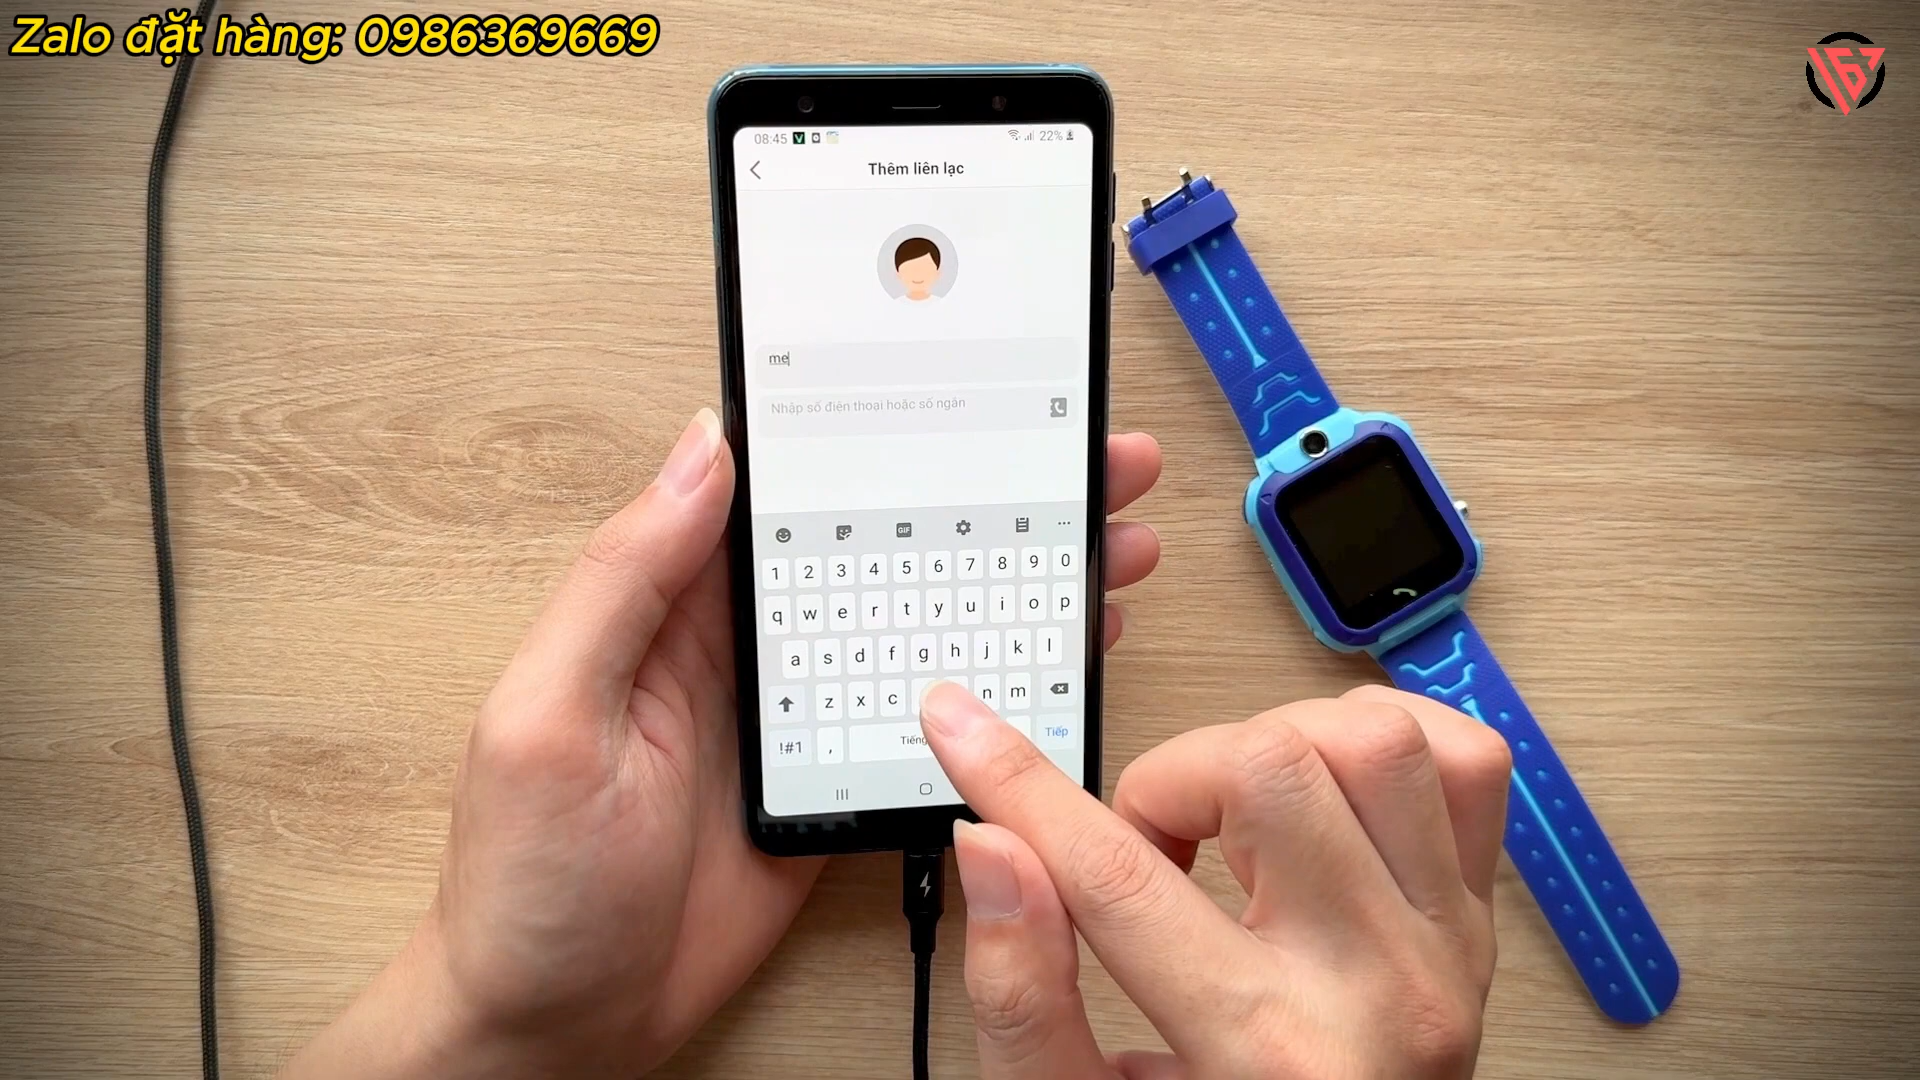 Zalo đặt hàng: 0986369669
08:45
22%
Thêm liên lạc
me
Nhập số điện thoại hoặc số ngắn
GIF
1 2 3 4 5 6 7 8 9 0
q w e r t y u i o p
a s d f g h j k l
z x c n m
!#1 , Tiếng Tiếp